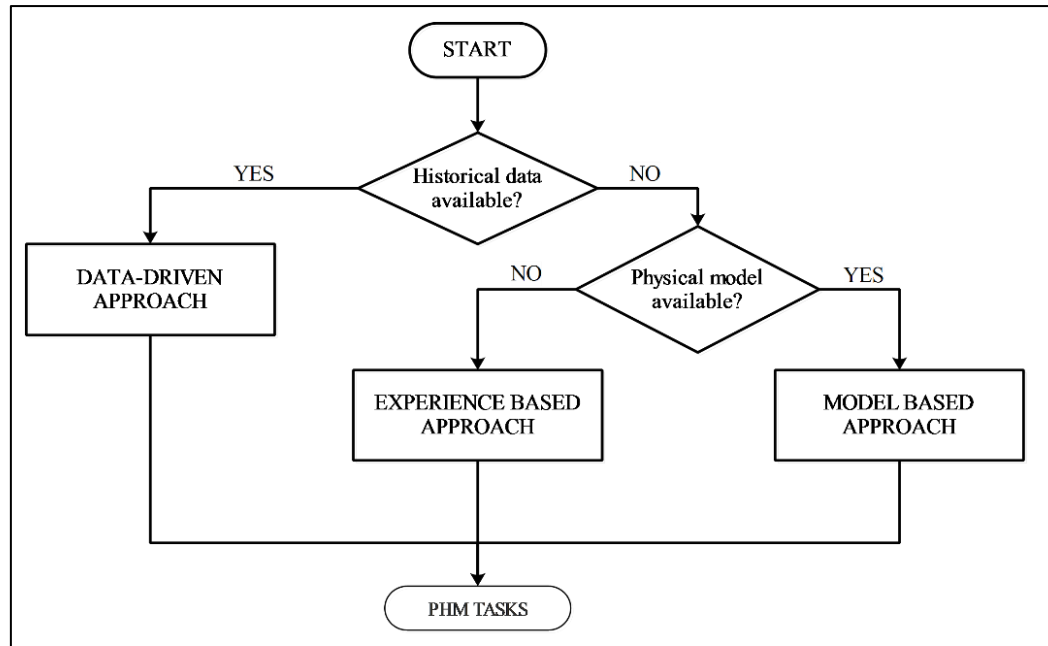 START
Historical data
available?
YES
NO
DATA-DRIVEN
APPROACH
Physical model
available?
NO
YES
EXPERIENCE BASED
APPROACH
MODEL BASED
APPROACH
PHM TASKS